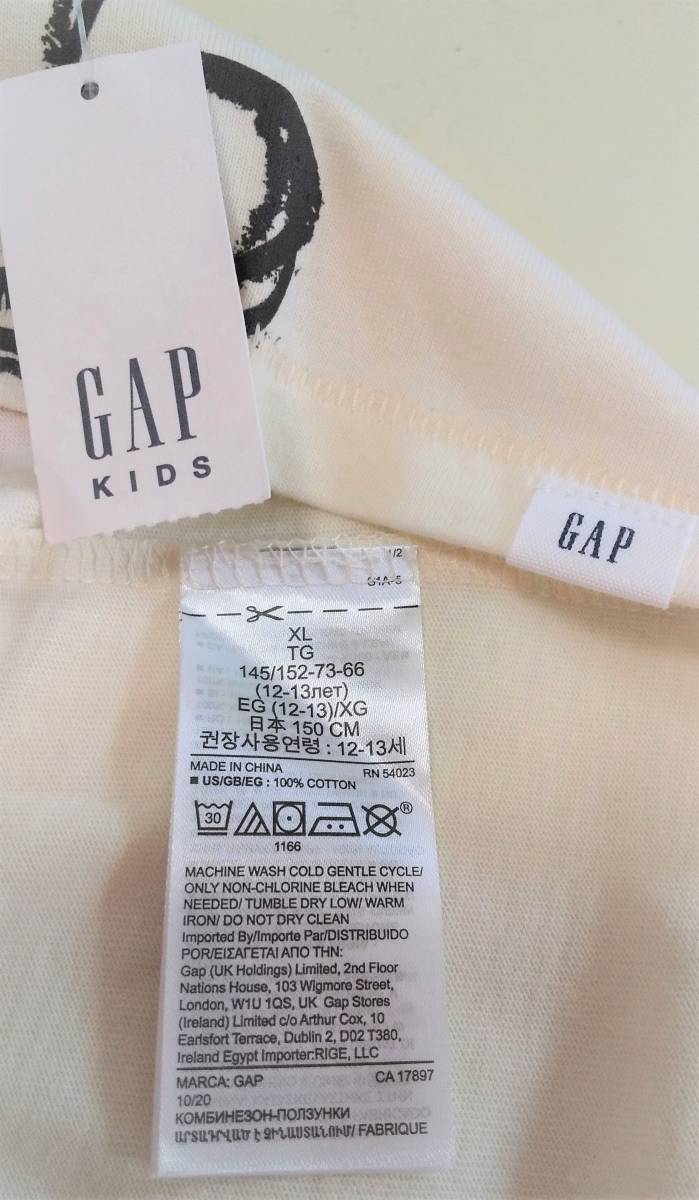 GAP
KIDS
GAP
1/2
XL
TG
145/152-73-66
(12-13лет)
EG (12-13)/XG
日本 150 CM
권장사용연령 : 12-13세
MADE IN CHINA
RN 54023
■ US/GB/EG : 100% COTTON
30
®
1166
MACHINE WASH COLD GENTLE CYCLE/
ONLY NON-CHLORINE BLEACH WHEN
NEEDED/ TUMBLE DRY LOW/ WARM
IRON/ DO NOT DRY CLEAN
Imported By/Importe Par/DISTRIBUIDO
POR/ΕΙΣΑΓΕΤΑΙ ΑΠΟ ΤΗΝ:
Gap (UK Holdings) Limited, 2nd Floor
Nations House, 103 Wigmore Street,
London, W1U 1QS, UK Gap Stores
(Ireland) Limited c/o Arthur Cox, 10
Earlsfort Terrace, Dublin 2, D02 T380,
Ireland Egypt Importer:RIGE, LLC
MARCA: GAP
CA 17897
10/20
КОМБИНЕЗОН-ПОЛЗУНКИ
ԱՐՏԱԴՐՎԱԾ Է ՉԻՆԱՍՏԱՆՈՒՄ/ FABRIQUE